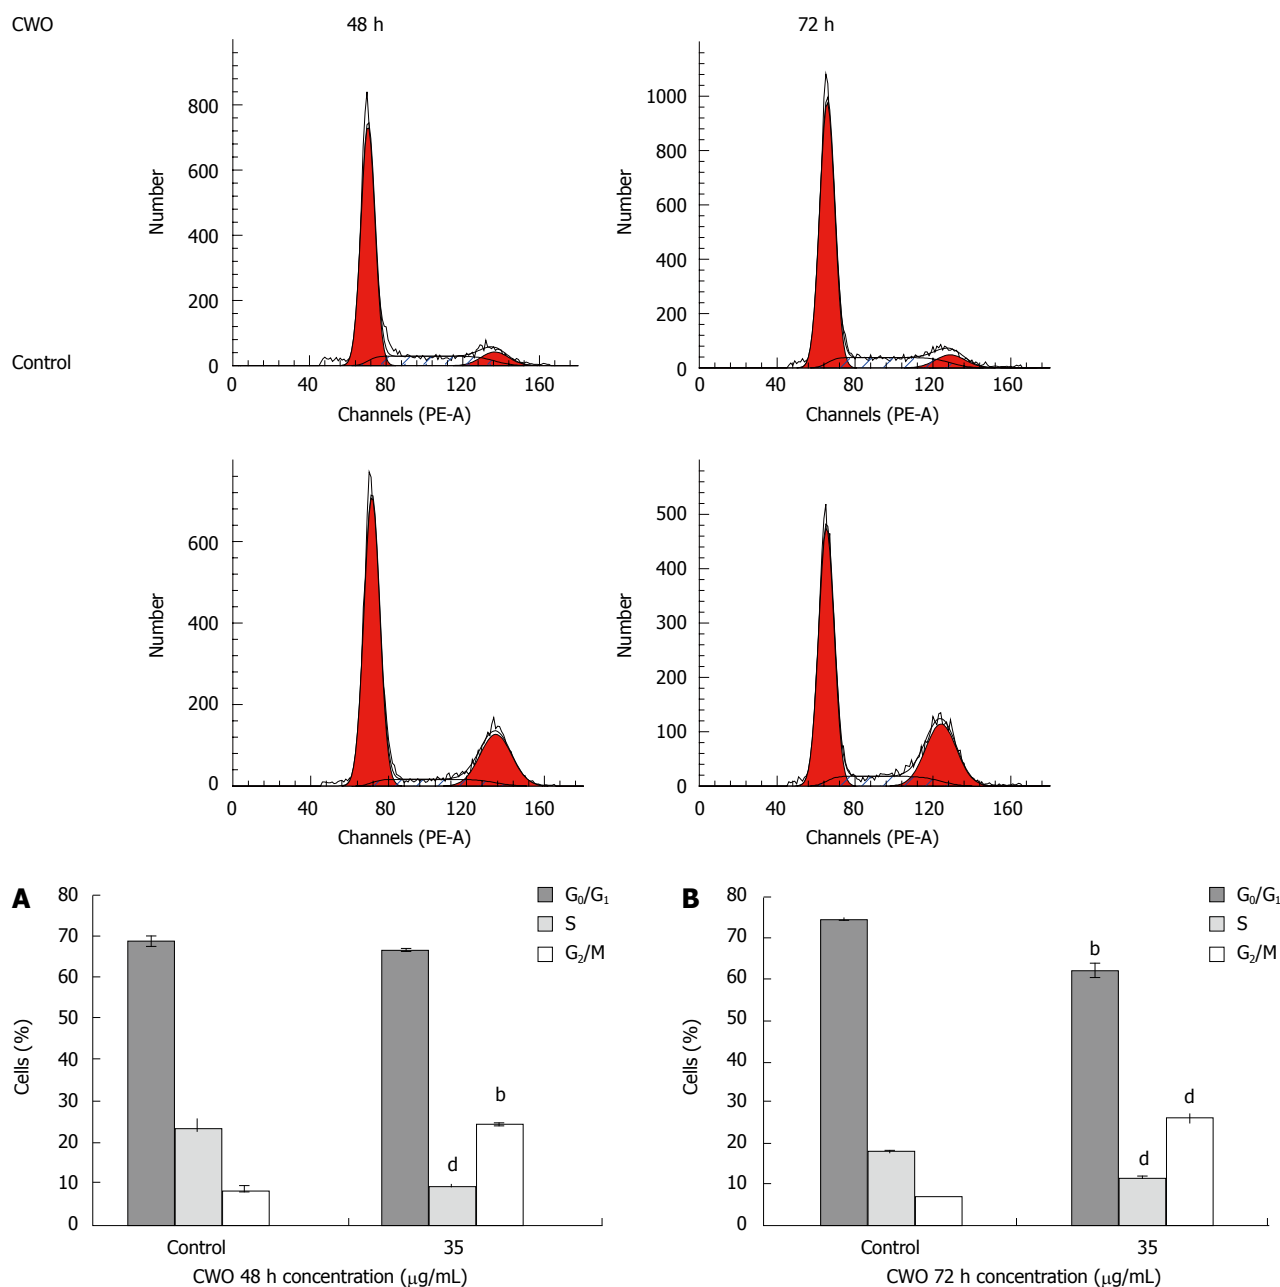 CWO 48 h 72 h
Number
800
600
400
200
0
0 40 80 120 160
Channels (PE-A)
Number
1000
800
600
400
200
0
0 40 80 120 160
Channels (PE-A)
Control
Number
600
400
200
0
0 40 80 120 160
Channels (PE-A)
Number
500
400
300
200
100
0
0 40 80 120 160
Channels (PE-A)
A
Cells (%)
80
70
60
50
40
30
20
10
0
G₀/G₁
S
G₂/M
d
b
Control 35
CWO 48 h concentration (μg/mL)
B
Cells (%)
80
70
60
50
40
30
20
10
0
G₀/G₁
S
G₂/M
b
d
d
Control 35
CWO 72 h concentration (μg/mL)